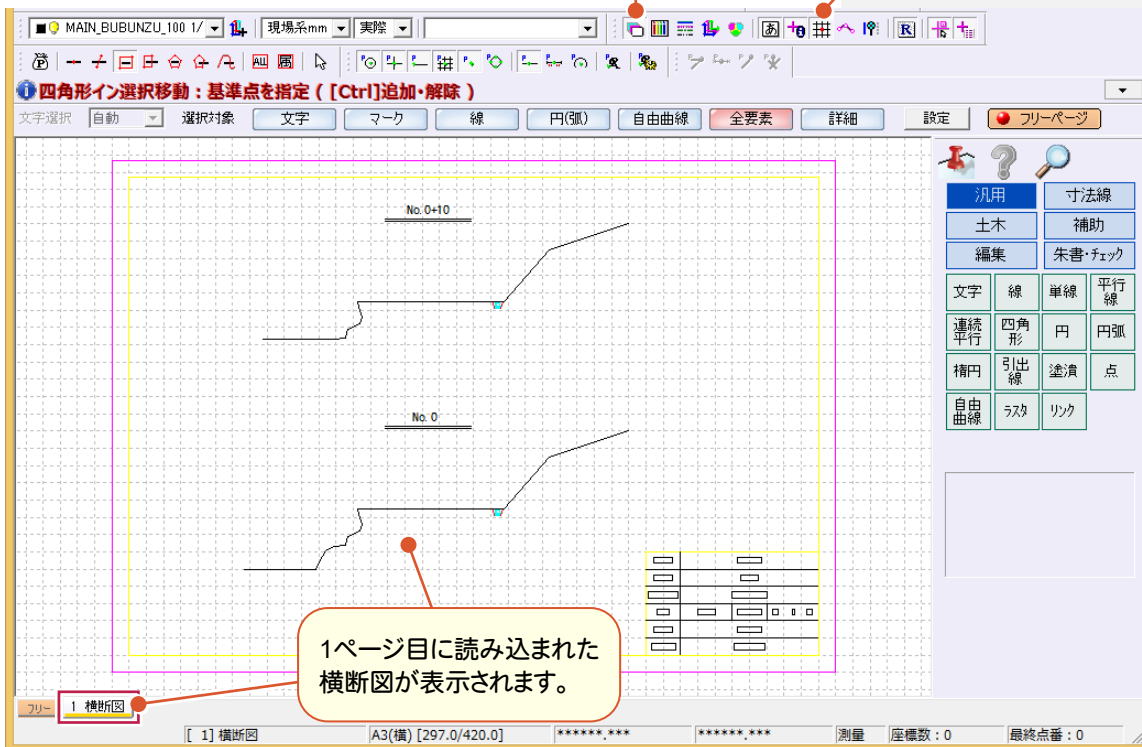 MAIN_BUBUNZU_100 1/ 現場系mm 実際
あ R
ALL 属
四角形イン選択移動:基準点を指定 ( [Ctrl]追加・解除 )
文字選択 自動 選択対象 文字 マーク 線 円(弧) 自由曲線 全要素 詳細 設定 フリーページ
汎用 寸法線
土木 補助
編集 朱書・チェック
文字 線 単線 平行線
連続平行 四角形 円 円弧
楕円 引出線 塗潰 点
自由曲線 ラスタ リンク
No. 0+10
No. 0
1ページ目に読み込まれた
横断図が表示されます。
フリー 1 横断図
[ 1] 横断図 A3(横) [297.0/420.0] ******.*** ******.*** 測量 座標数:0 最終点番:0